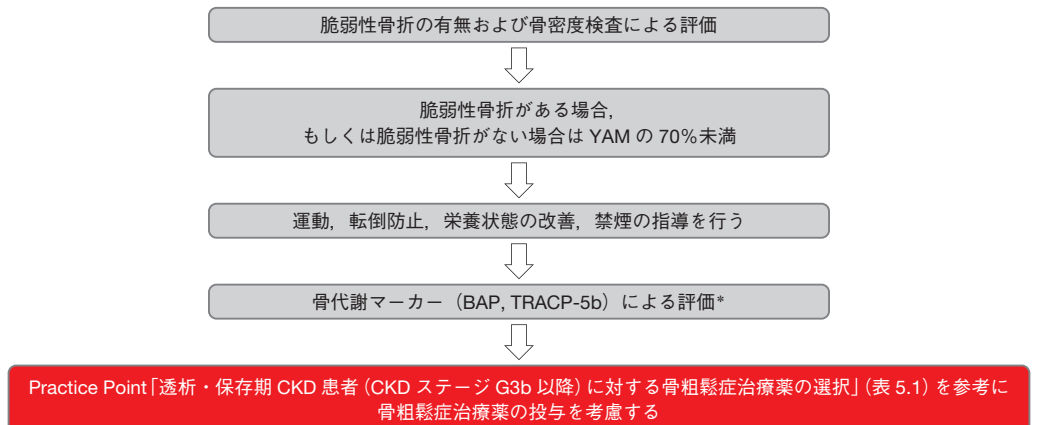 脆弱性骨折の有無および骨密度検査による評価
脆弱性骨折がある場合，
もしくは脆弱性骨折がない場合は YAM の 70％未満
運動，転倒防止，栄養状態の改善，禁煙の指導を行う
骨代謝マーカー（BAP, TRACP-5b）による評価*
Practice Point「透析・保存期 CKD 患者（CKD ステージ G3b 以降）に対する骨粗鬆症治療薬の選択」（表 5.1）を参考に
骨粗鬆症治療薬の投与を考慮する